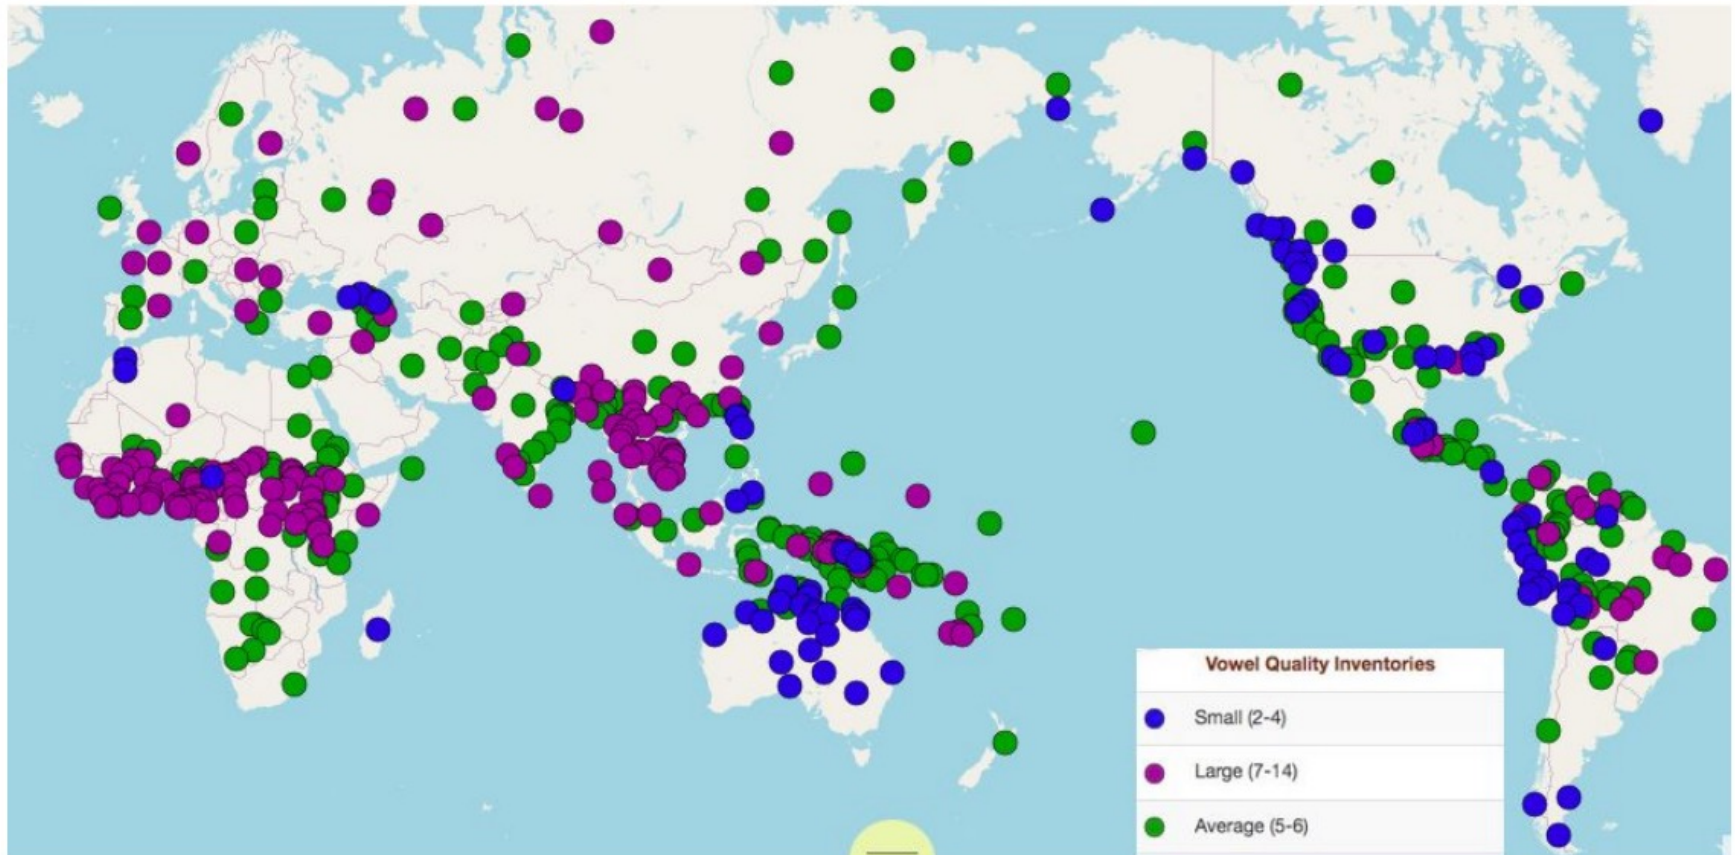 Vowel Quality Inventories
Small (2-4)
Large (7-14)
Average (5-6)